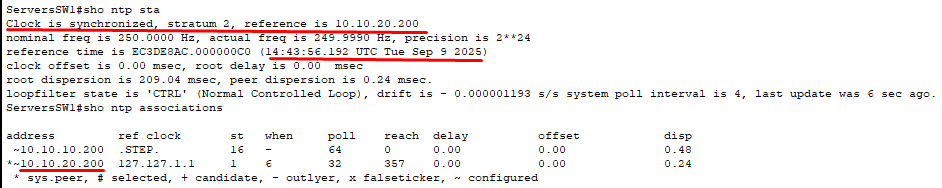 ServersSW1#sho ntp sta
Clock is synchronized, stratum 2, reference is 10.10.20.200
nominal freq is 250.0000 Hz, actual freq is 249.9990 Hz, precision is 2**24
reference time is EC3DE8AC.000000C0 (14:43:56.192 UTC Tue Sep 9 2025)
clock offset is 0.00 msec, root delay is 0.00 msec
root dispersion is 209.04 msec, peer dispersion is 0.24 msec.
loopfilter state is 'CTRL' (Normal Controlled Loop), drift is - 0.000001193 s/s system poll interval is 4, last update was 6 sec ago.
ServersSW1#sho ntp associations
address ref clock st when poll reach delay offset disp
~10.10.10.200 .STEP. 16 - 64 0 0.00 0.00 0.48
*~10.10.20.200 127.127.1.1 1 6 32 357 0.00 0.00 0.24
* sys.peer, # selected, + candidate, - outlyer, x falseticker, ~ configured